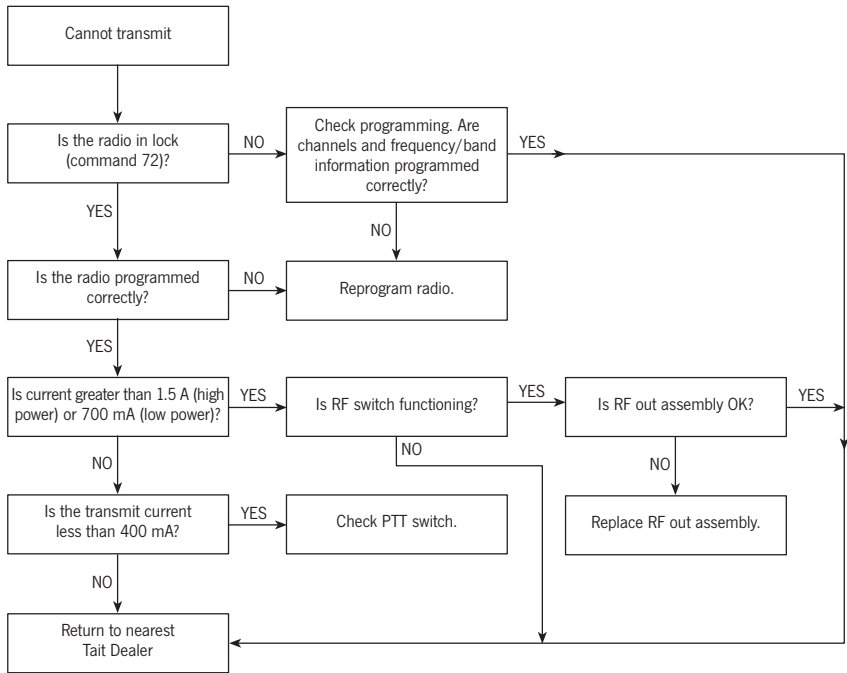 Cannot transmit
Is the radio in lock
(command 72)?
NO
Check programming. Are
channels and frequency/band
information programmed
correctly?
YES
YES
NO
Is the radio programmed
correctly?
NO
Reprogram radio.
YES
Is current greater than 1.5 A (high
power) or 700 mA (low power)?
YES
Is RF switch functioning?
YES
Is RF out assembly OK?
YES
NO
NO
NO
Is the transmit current
less than 400 mA?
YES
Check PTT switch.
Replace RF out assembly.
NO
Return to nearest
Tait Dealer